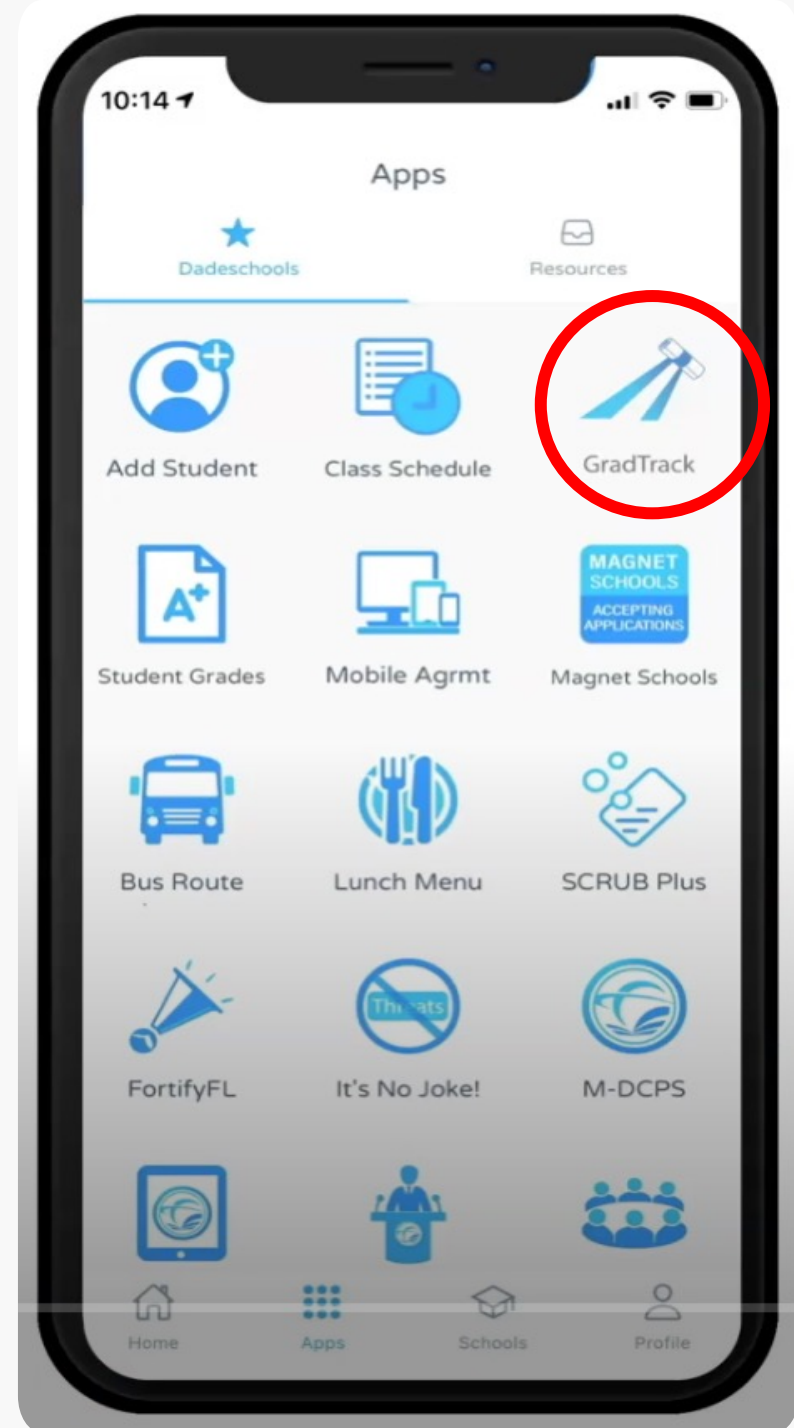 10:14
Apps
Dadeschools Resources
Add Student Class Schedule GradTrack
A+
MAGNET
SCHOOLS
ACCEPTING
APPLICATIONS
Student Grades Mobile Agrmt Magnet Schools
Bus Route Lunch Menu SCRUB Plus
Threats
FortifyFL It's No Joke! M-DCPS
Home Apps Schools Profile